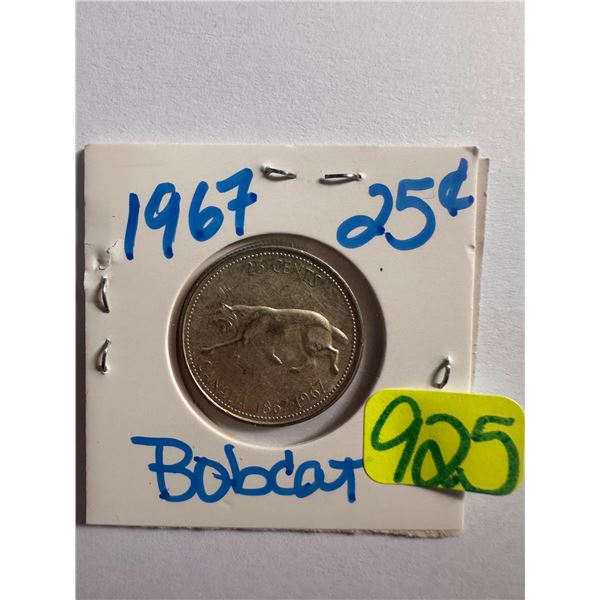 1967 25¢
25 CENTS
CANADA 1867-1967
Bobcat
925